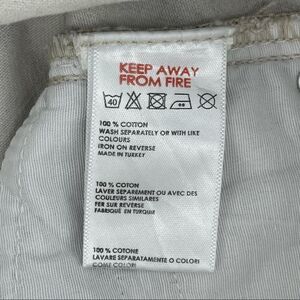 KEEP AWAY
FROM FIRE
40
100 % COTTON
WASH SEPARATELY OR WITH LIKE
COLOURS
IRON ON REVERSE
MADE IN TURKEY
100 % COTON
LAVER SEPAREMENT OU AVEC DES
COULEURS SIMILAIRES
FER SUR REVERSE
FABRIQUÉ EN TURQUIE
100 % COTONE
LAVARE SEPARATAMENTE O COLORI
COME COLORI